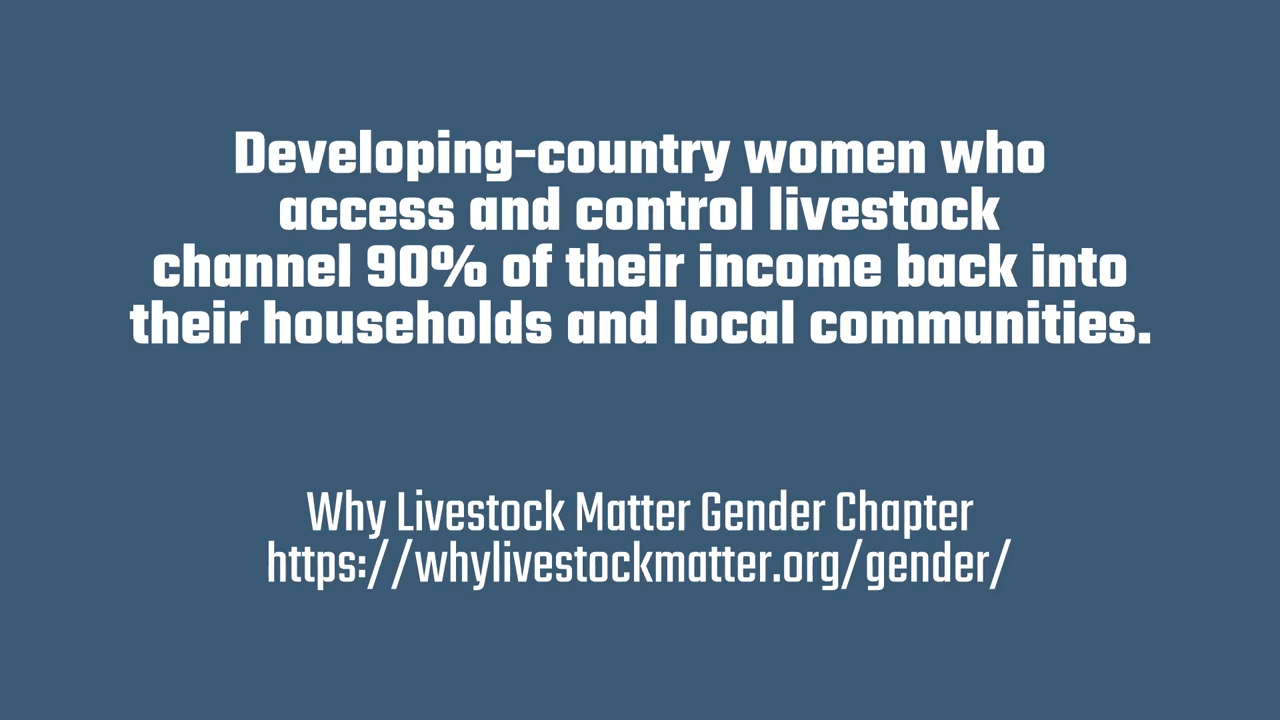 Developing-country women who
access and control livestock
channel 90% of their income back into
their households and local communities.
Why Livestock Matter Gender Chapter
https://whylivestockmatter.org/gender/